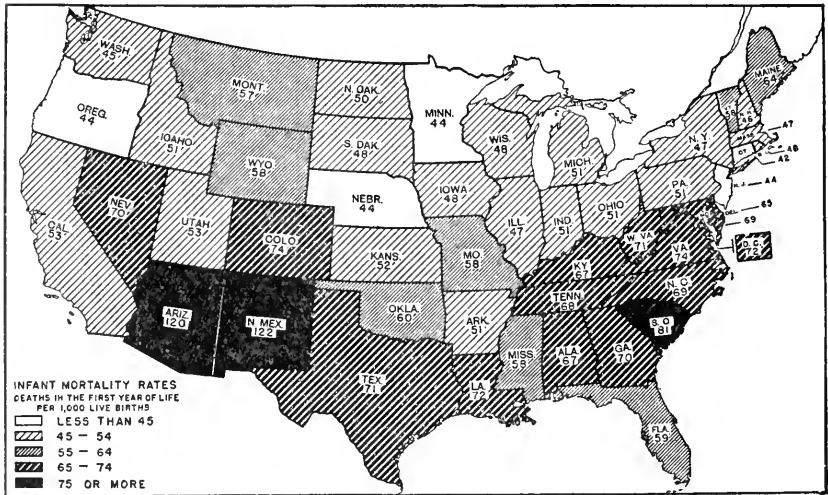 WASH.
45
MONT.
57
N. DAK.
50
MINN.
44
MAINE
64
OREG.
44
IDAHO
51
WYO.
58
S. DAK.
48
WIS.
48
MICH.
51
N.Y.
47
46
MASS
47
CT
48
42
NEV.
70
UTAH
53
COLO.
74
NEBR.
44
IOWA
48
ILL.
47
IND.
51
OHIO
51
PA.
51
N.J.
44
DEL.
65
69
CAL.
53
KANS.
52
MO.
58
KY.
67
W. VA.
71
VA.
74
D.C.
72
ARIZ.
120
N. MEX.
122
OKLA.
60
ARK.
51
TENN.
68
N. C.
69
S. C.
81
TEX.
71
LA.
72
MISS.
58
ALA.
67
GA.
70
FLA.
59
INFANT MORTALITY RATES
DEATHS IN THE FIRST YEAR OF LIFE
PER 1,000 LIVE BIRTHS
LESS THAN 45
45 – 54
55 – 64
65 – 74
75 OR MORE